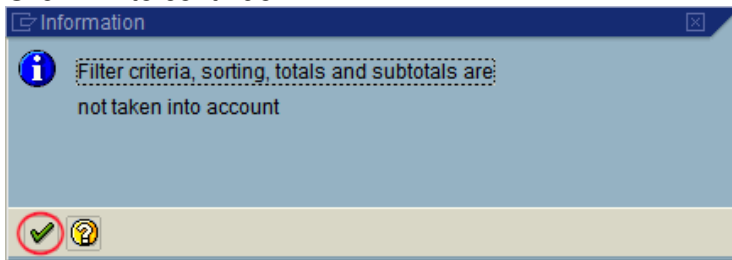 Information
Filter criteria, sorting, totals and subtotals are
not taken into account